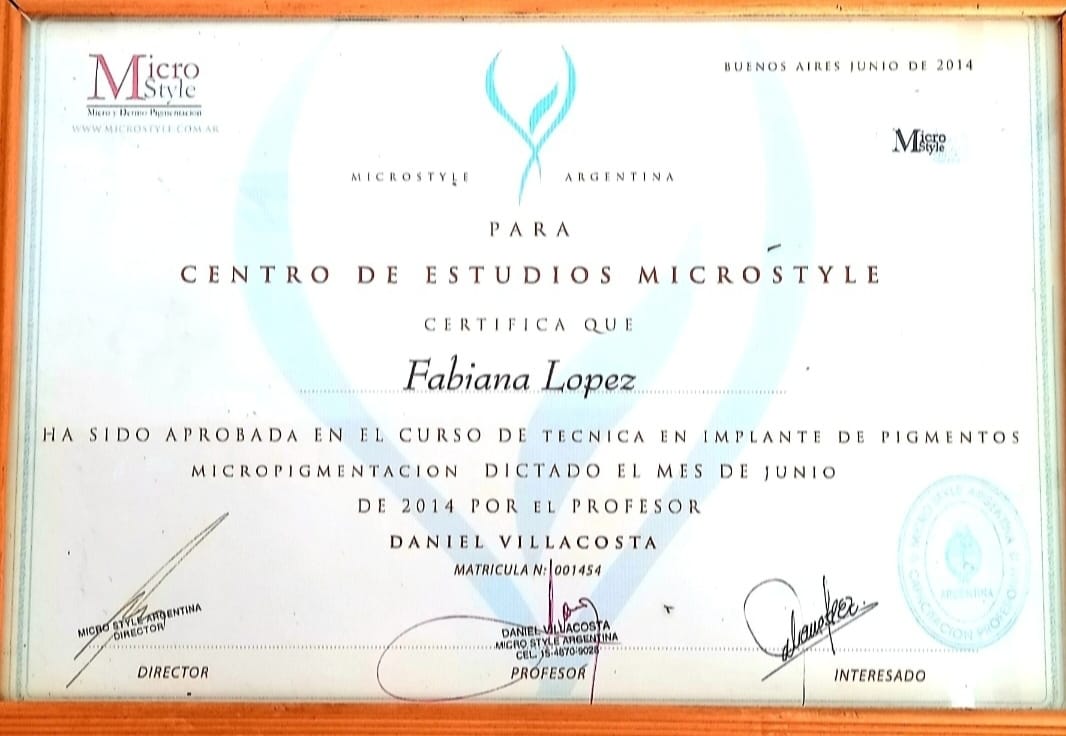 Micro
Style
Micro y Dermo Pigmentacion
WWW.MICROSTYLE.COM.AR
BUENOS AIRES JUNIO DE 2014
Micro
Style
MICROSTYLE ARGENTINA
PARA
CENTRO DE ESTUDIOS MICROSTYLE
CERTIFICA QUE
Fabiana Lopez
HA SIDO APROBADA EN EL CURSO DE TECNICA EN IMPLANTE DE PIGMENTOS
MICROPIGMENTACION DICTADO EL MES DE JUNIO
DE 2014 POR EL PROFESOR
DANIEL VILLACOSTA
MATRICULA N: 001454
MICRO STYLE ARGENTINA
DIRECTOR
DANIEL VILLACOSTA
MICRO STYLE ARGENTINA
CEL. 15-4870-9026
MICRO STYLE ARGENTINA
CAPACITACION
ARGENTINA
DIRECTOR
PROFESOR
INTERESADO